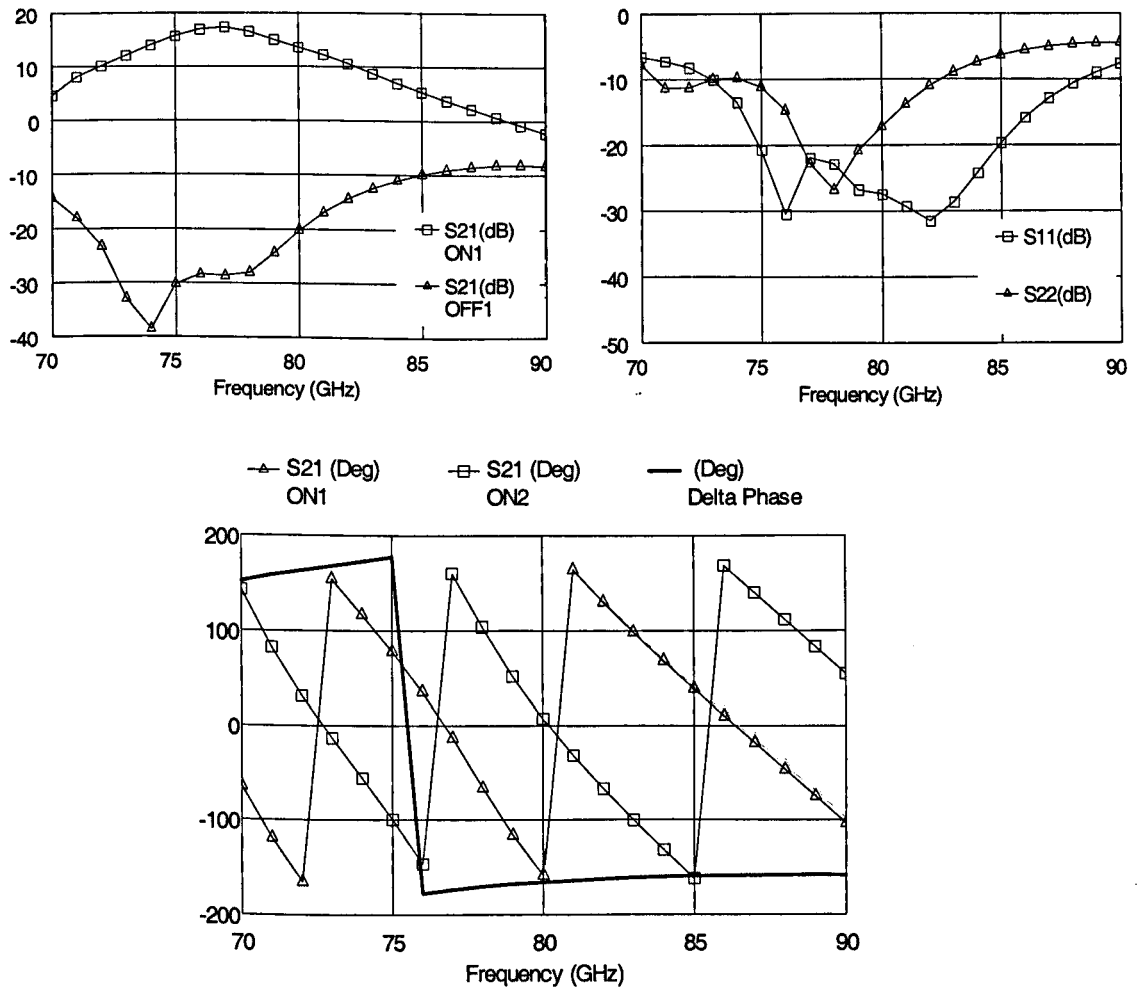 20
10
0
-10
-20
-30
-40
S21(dB)
ON1
S21(dB)
OFF1
70 75 80 85 90
Frequency (GHz)
0
-10
-20
-30
-40
-50
S11(dB)
S22(dB)
70 75 80 85 90
Frequency (GHz)
S21 (Deg) S21 (Deg) (Deg)
ON1 ON2 Delta Phase
200
100
0
-100
-200
70 75 80 85 90
Frequency (GHz)